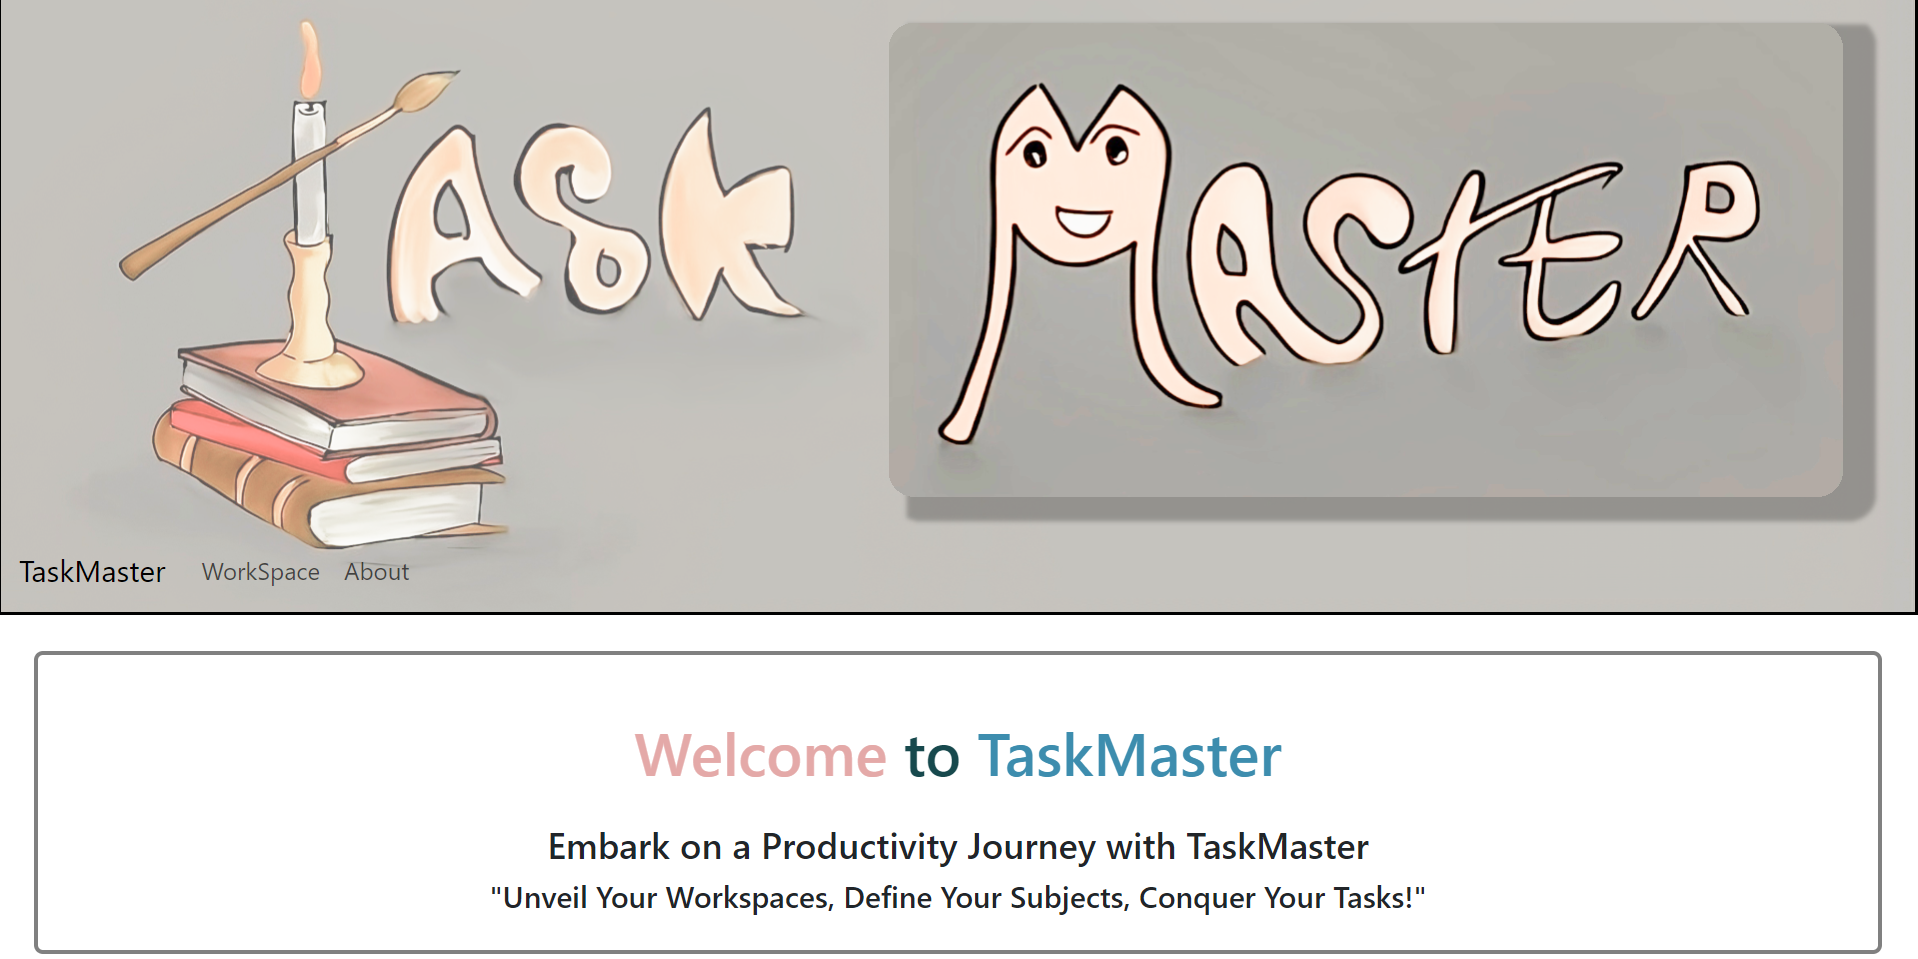 TASK
MASTER
TaskMaster WorkSpace About
Welcome to TaskMaster
Embark on a Productivity Journey with TaskMaster
"Unveil Your Workspaces, Define Your Subjects, Conquer Your Tasks!"